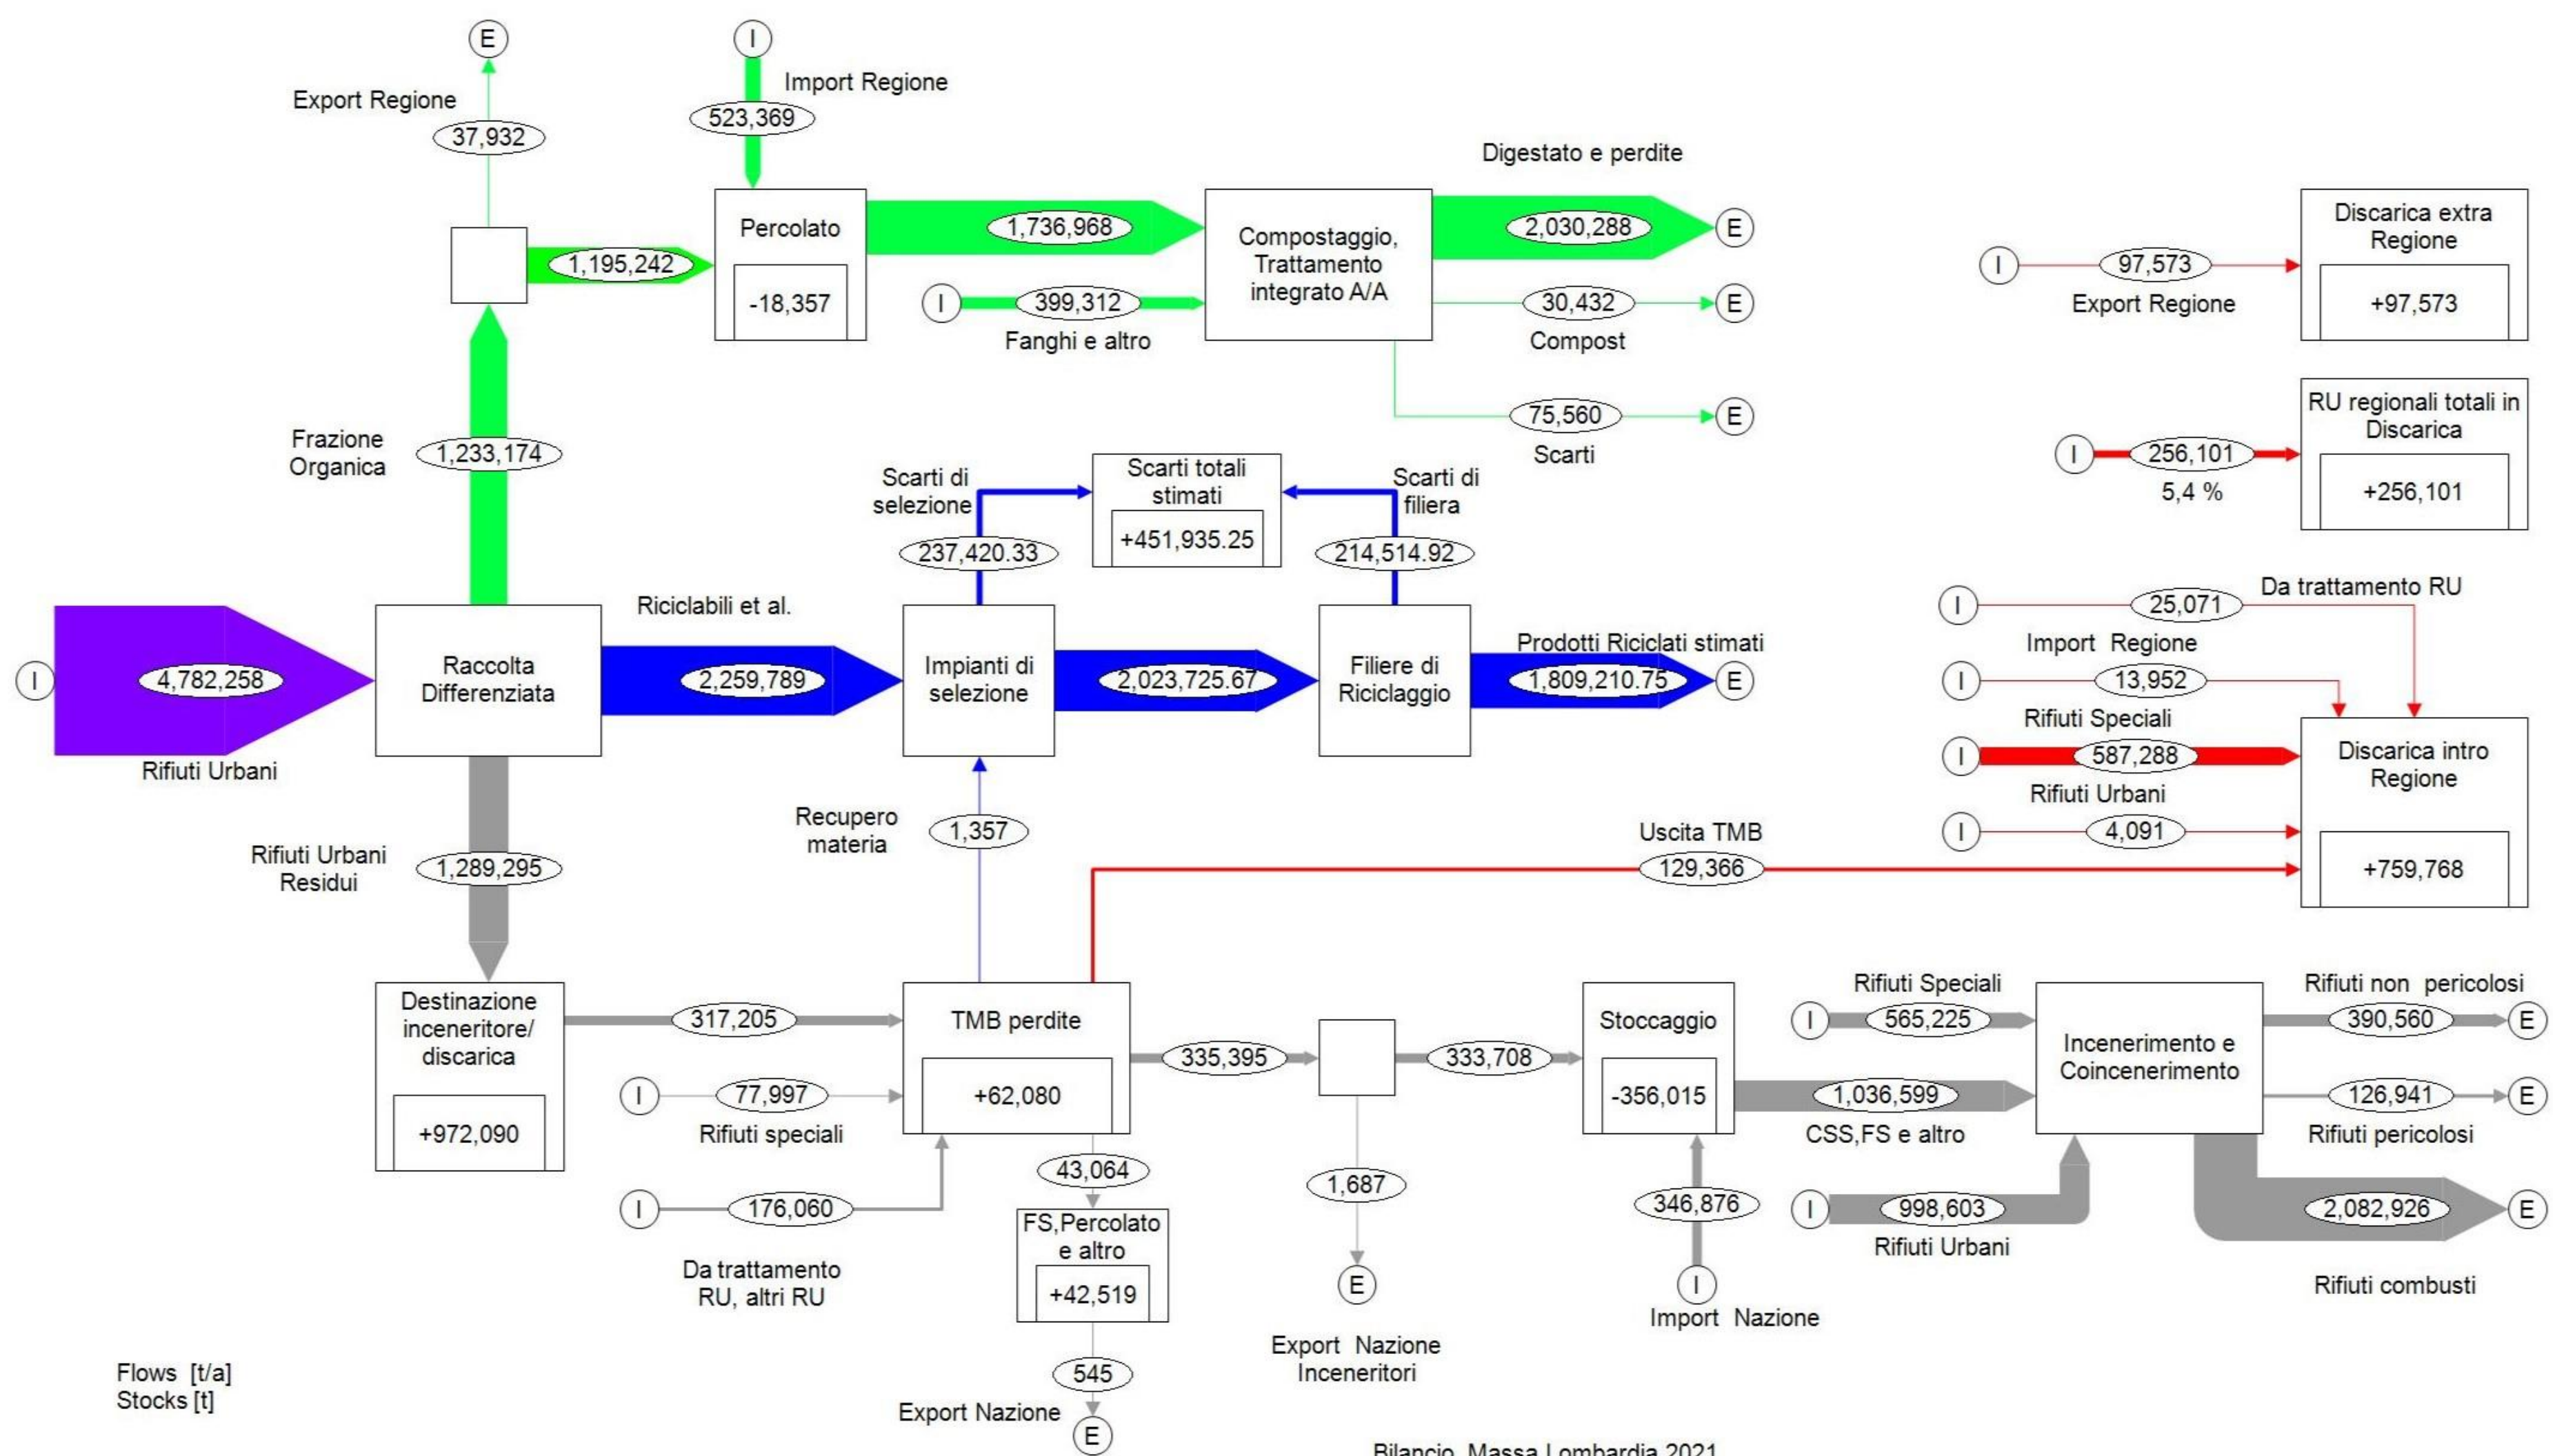 E
I
Export Regione
Import Regione
37,932
523,369
Digestato e perdite
Percolato
-18,357
1,736,968
Compostaggio,
Trattamento
integrato A/A
2,030,288
E
1,195,242
I
399,312
Fanghi e altro
30,432
E
Compost
75,560
E
Scarti
Discarica extra
Regione
I
97,573
Export Regione
+97,573
RU regionali totali in
Discarica
I
256,101
5,4 %
+256,101
Frazione
Organica
1,233,174
Scarti di
selezione
Scarti totali
stimati
+451,935.25
Scarti di
filiera
237,420.33
214,514.92
I
4,782,258
Rifiuti Urbani
Raccolta
Differenziata
Riciclabili et al.
2,259,789
Impianti di
selezione
2,023,725.67
Filiere di
Riciclaggio
Prodotti Riciclati stimati
1,809,210.75
E
I
25,071
Da trattamento RU
Import Regione
I
13,952
Rifiuti Speciali
I
587,288
Rifiuti Urbani
I
4,091
Discarica intro
Regione
+759,768
Uscita TMB
129,366
Recupero
materia
1,357
Rifiuti Urbani
Residui
1,289,295
Destinazione
inceneritore/
discarica
+972,090
317,205
I
77,997
Rifiuti speciali
I
176,060
Da trattamento
RU, altri RU
TMB perdite
+62,080
43,064
FS,Percolato
e altro
+42,519
545
Export Nazione
E
335,395
1,687
E
Export Nazione
Inceneritori
333,708
Stoccaggio
-356,015
346,876
I
Import Nazione
Rifiuti Speciali
I
565,225
1,036,599
CSS,FS e altro
I
998,603
Rifiuti Urbani
Incenerimento e
Coincenerimento
Rifiuti non pericolosi
390,560
E
126,941
E
Rifiuti pericolosi
2,082,926
E
Rifiuti combusti
Flows [t/a]
Stocks [t]
Bilancio Massa Lombardia 2021